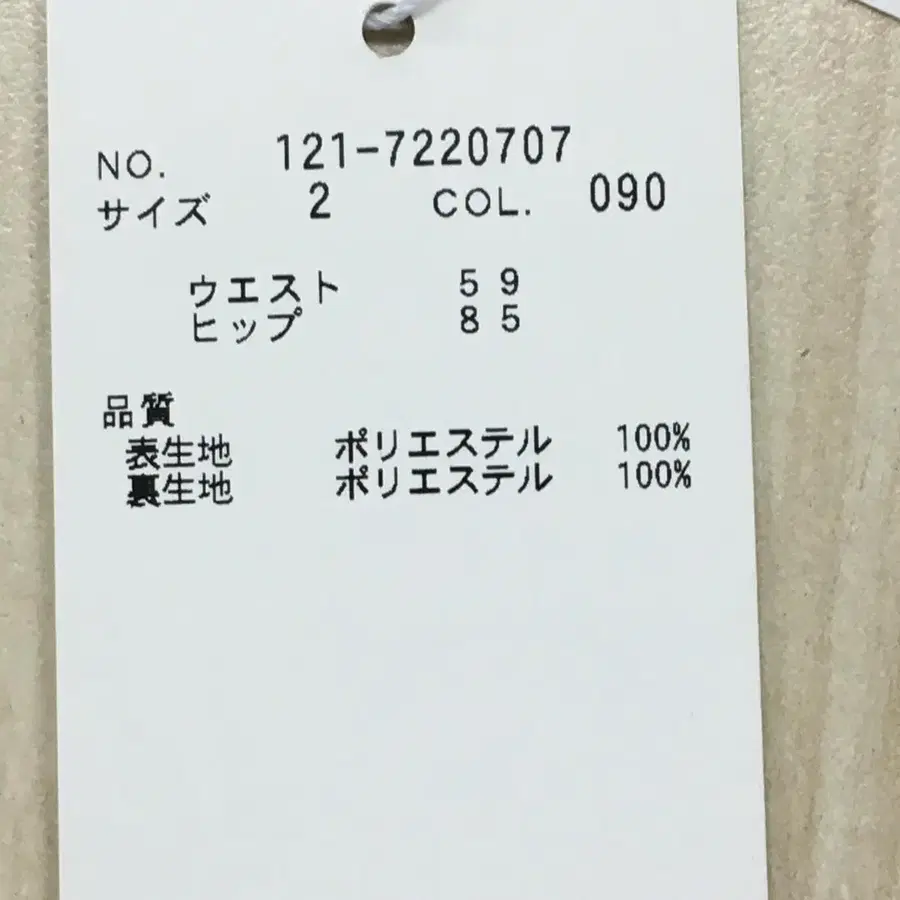 NO. 121-7220707
サイズ 2 COL. 090
ウエスト 59
ヒップ 85
品質
表生地 ポリエステル 100%
裏生地 ポリエステル 100%